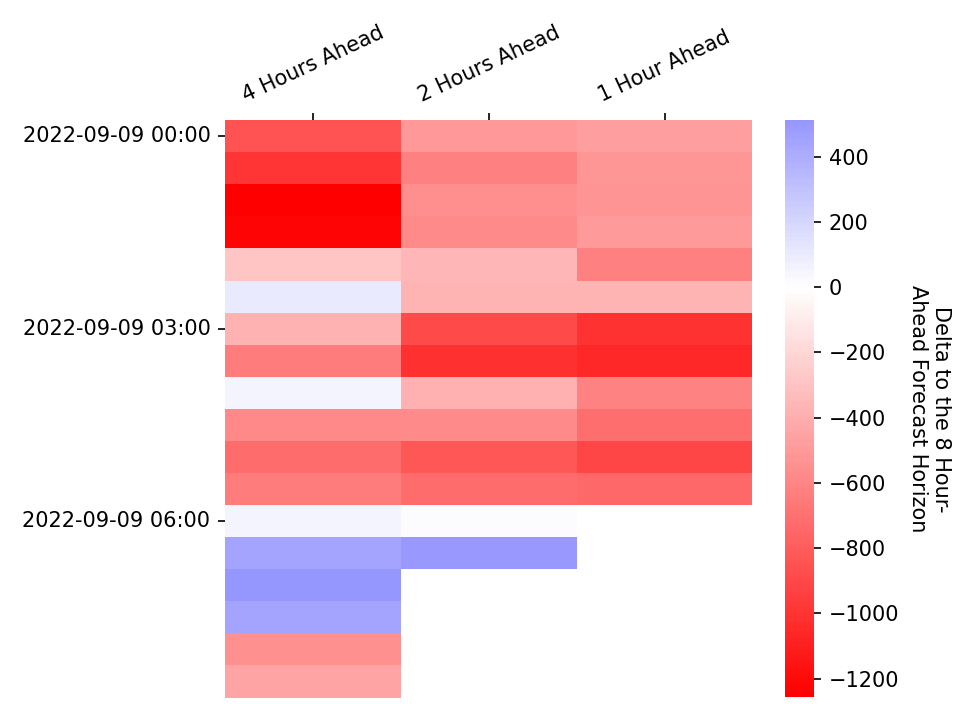 4 Hours Ahead
2 Hours Ahead
1 Hour Ahead
2022-09-09 00:00
2022-09-09 03:00
2022-09-09 06:00
400
200
0
−200
−400
−600
−800
−1000
−1200
Delta to the 8 Hour-
Ahead Forecast Horizon